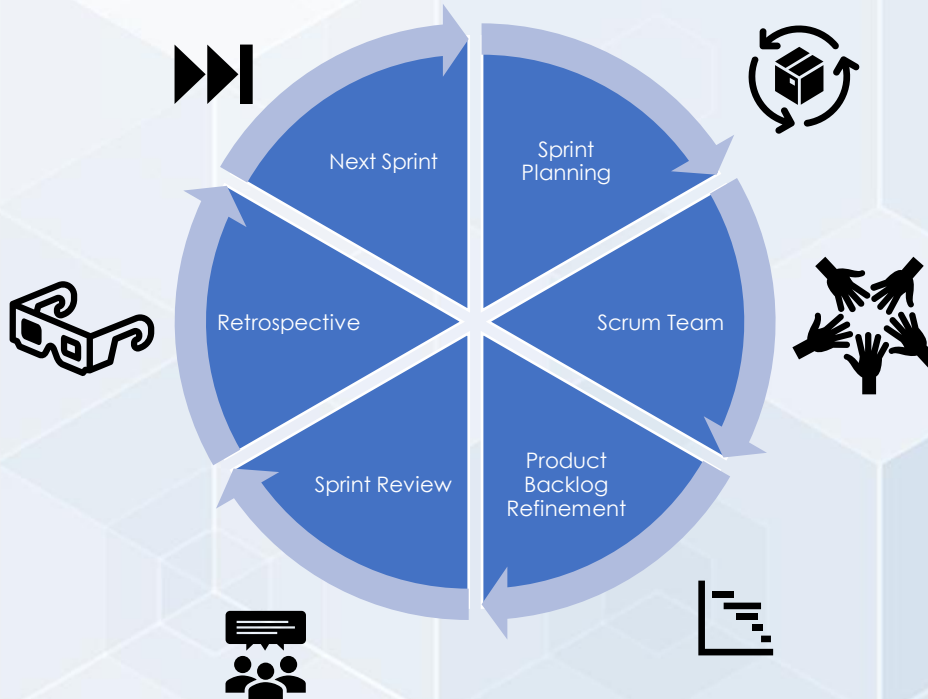 Next Sprint
Sprint
Planning
Retrospective
Scrum Team
Sprint Review
Product
Backlog
Refinement